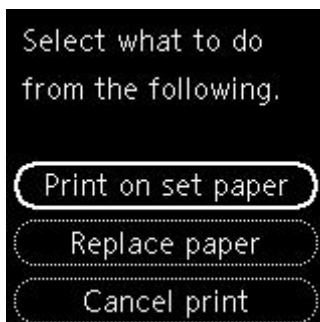 Select what to do
from the following.
Print on set paper
Replace paper
Cancel print